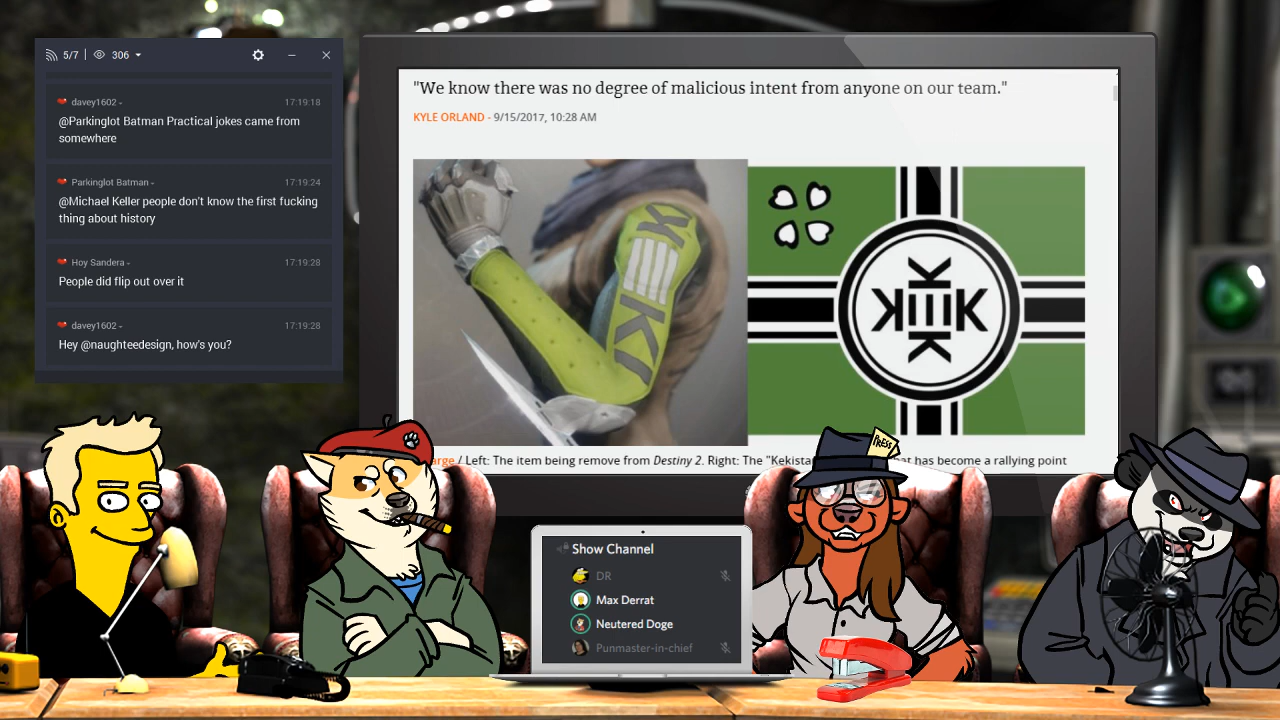 5/7 | 306
davey1602
17:19:18
@Parkinglot Batman Practical jokes came from
somewhere
Parkinglot Batman
17:19:24
@Michael Keller people don't know the first fucking
thing about history
Hoy Sandera
17:19:28
People did flip out over it
davey1602
17:19:28
Hey @naughteedesign, how's you?
"We know there was no degree of malicious intent from anyone on our team."
KYLE ORLAND - 9/15/2017, 10:28 AM
KEK
KEK
KEK
arge / Left: The item being remove from Destiny 2. Right: The "Kekista at has become a rallying point
PRESS
Show Channel
DR
Max Derrat
Neutered Doge
Punmaster-in-chief